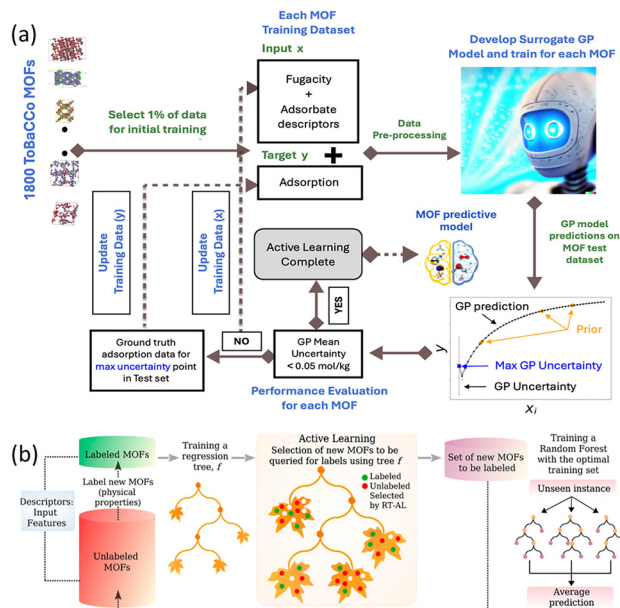 (a)
1800 ToBaCCo MOFs
Select 1% of data
for initial training
Each MOF
Training Dataset
Input x
Fugacity
+
Adsorbate
descriptors
Target y
+
Adsorption
Data
Pre-processing
Develop Surrogate GP
Model and train for each MOF
Update
Training Data (y)
Update
Training Data (x)
Active Learning
Complete
MOF predictive
model
GP model
predictions on
MOF test
dataset
YES
NO
Ground truth
adsorption data for
max uncertainty point
in Test set
GP Mean
Uncertainty
< 0.05 mol/kg
Performance Evaluation
for each MOF
GP prediction
Prior
Max GP Uncertainty
GP Uncertainty
y
Xi
(b)
Labeled MOFs
Label new MOFs
(physical
properties)
Descriptors:
Input
Features
Unlabeled
MOFs
Training a
regression
tree, f
Active Learning
Selection of new MOFs to be
queried for labels using tree f
Labeled
Unlabeled
Selected
by RT-AL
Set of new MOFs
to be labeled
Training a
Random Forest
with the optimal
training set
Unseen instance
Average
prediction